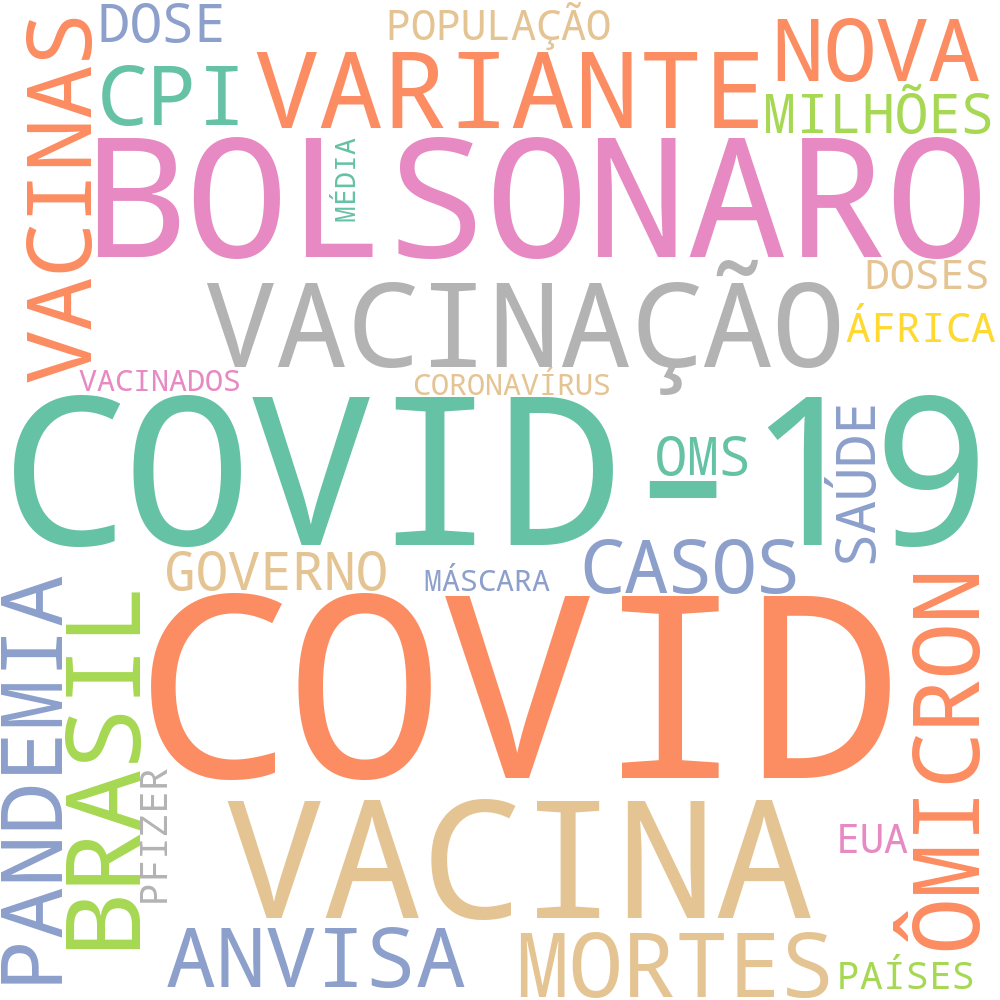 DOSE
POPULAÇÃO
NOVA
VACINAS
CPI
VARIANTE
MILHÕES
BOLSONARO
MÉDIA
VACINAÇÃO
DOSES
ÁFRICA
VACINADOS
CORONAVÍRUS
COVID-19
OMS
SAÚDE
GOVERNO
MÁSCARA
CASOS
PANDEMIA
BRASIL
COVID
ÔMICRON
PFIZER
VACINA
EUA
ANVISA
MORTES
PAÍSES